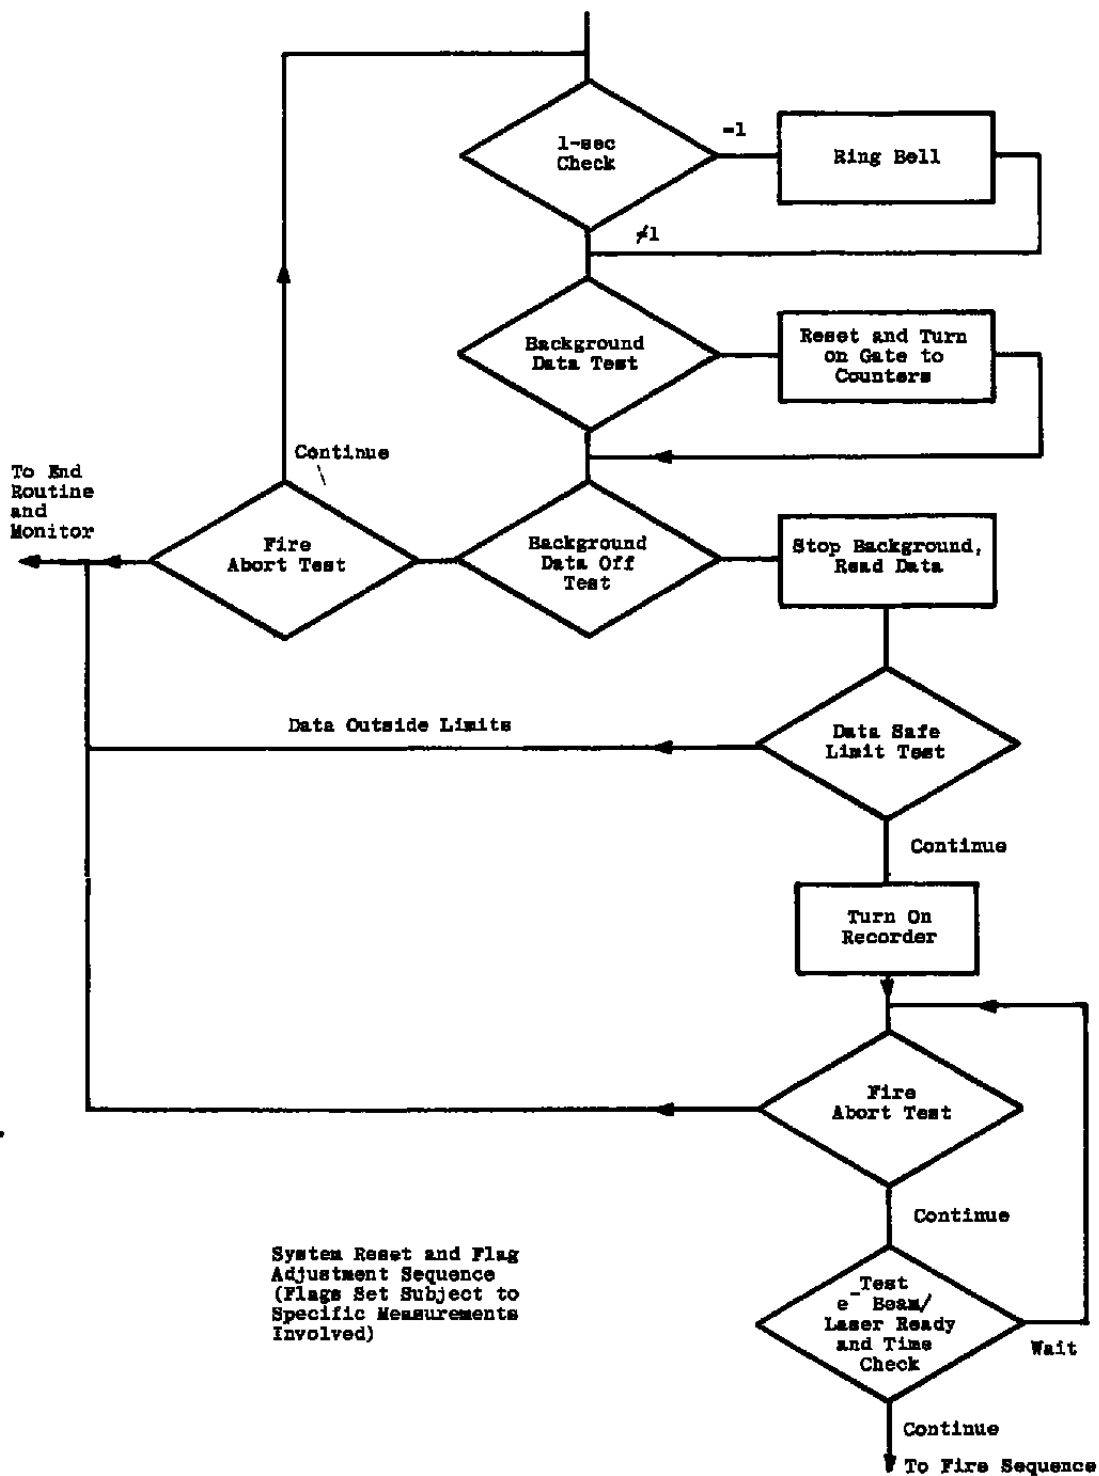 1-sec
Check
=1
Ring Bell
≠1
Background
Data Test
Reset and Turn
on Gate to
Counters
Continue
To End
Routine
and
Monitor
Fire
Abort Test
Background
Data Off
Test
Stop Background,
Read Data
Data Outside Limits
Data Safe
Limit Test
Continue
Turn On
Recorder
Fire
Abort Test
Continue
System Reset and Flag
Adjustment Sequence
(Flags Set Subject to
Specific Measurements
Involved)
Test
e⁻ Beam/
Laser Ready
and Time
Check
Wait
Continue
To Fire Sequence